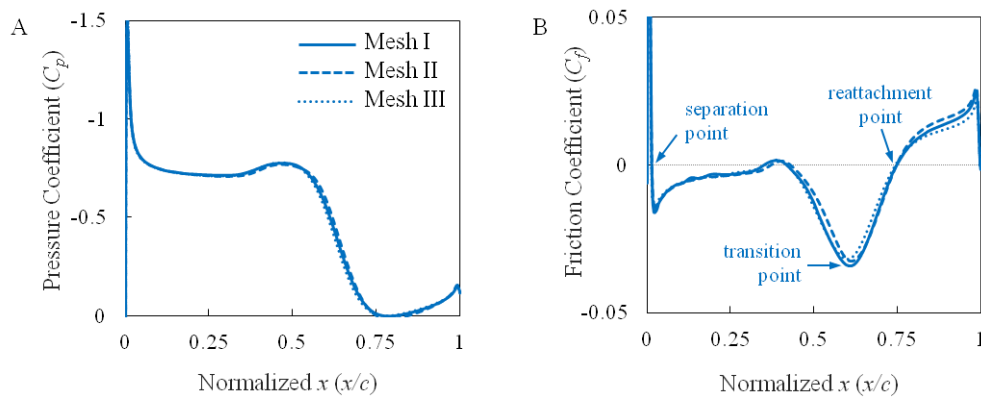 A
Pressure Coefficient (Cp)
-1.5
-1
-0.5
0
Mesh I
Mesh II
Mesh III
0 0.25 0.5 0.75 1
Normalized x (x/c)
B
Friction Coefficient (Cf)
0.05
0
-0.05
separation
point
reattachment
point
transition
point
0 0.25 0.5 0.75 1
Normalized x (x/c)